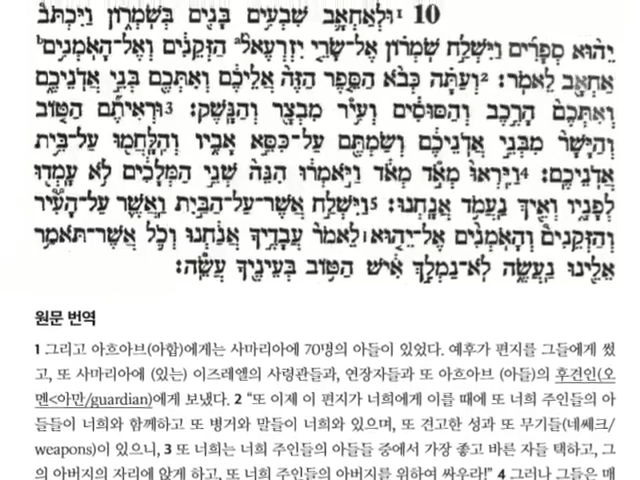 10 ¹וּלְאַחְאָ֛ב שִׁבְעִ֥ים בָּנִ֖ים בְּשֹׁמְר֑וֹן וַיִּכְתֹּב֩
יֵה֨וּא סְפָרִ֜ים וַיִּשְׁלַ֣ח שֹׁמְר֗וֹן אֶל־שָׂרֵ֤י יִזְרְעֶאל֙ᵃ הַזְּקֵנִ֔ים וְאֶל־הָאֹמְנִ֥יםᵇ
אַחְאָ֖ב לֵאמֹֽר׃ ²וְעַתָּ֗ה כְּבֹ֨א הַסֵּ֤פֶר הַזֶּה֙ אֲלֵיכֶ֔ם וְאִתְּכֶ֖ם בְּנֵ֣י אֲדֹנֵיכֶ֑ם
וְאִתְּכֶם֙ הָרֶ֣כֶב וְהַסּוּסִ֔ים וְעִ֥יר מִבְצָ֖ר וְהַנָּֽשֶׁק׃ ³וּרְאִיתֶ֞ם הַטּ֤וֹב
וְהַיָּשָׁר֙ מִבְּנֵ֣י אֲדֹנֵיכֶ֔ם וְשַׂמְתֶּ֖ם עַל־כִּסֵּ֣א אָבִ֑יו וְהִֽלָּחֲמ֖וּ עַל־בֵּ֥ית
אֲדֹנֵיכֶֽם׃ ⁴וַיִּֽרְאוּ֙ מְאֹ֣ד מְאֹ֔ד וַיֹּ֣אמְר֔וּ הִנֵּה֙ שְׁנֵ֣י הַמְּלָכִ֔ים לֹ֥א עָמְד֖וּ
לְפָנָ֑יו וְאֵ֖יךְ נַעֲמֹ֥ד אֲנָֽחְנוּ׃ ⁵וַיִּשְׁלַ֣ח אֲשֶׁר־עַל־הַבַּ֣יִת וַאֲשֶׁ֪ר עַל־הָעִ֟יר
וְהַזְּקֵנִים֩ וְהָאֹמְנִ֨ים אֶל־יֵה֤וּא׀ לֵאמֹר֙ עֲבָדֶ֣יךָ אֲנַ֔חְנוּ וְכֹ֛ל אֲשֶׁר־תֹּאמַ֥ר
אֵלֵ֖ינוּ נַעֲשֶׂ֑ה לֹֽא־נַמְלִ֣ךְ אִ֔ישׁ הַטּ֥וֹב בְּעֵינֶ֖יךָ עֲשֵֽׂה׃
원문 번역
1 그리고 아흐아브(아합)에게는 사마리아에 70명의 아들이 있었다. 예후가 편지를 그들에게 썼
고, 또 사마리아에 (있는) 이즈레엘의 사령관들과, 연장자들과 또 아흐아브 (아들)의 후견인(오
멘<아만/guardian)에게 보냈다. 2 “또 이제 이 편지가 너희에게 이를 때에 또 너희 주인들의 아
들들이 너희와 함께하고 또 병거와 말들이 너희와 있으며, 또 견고한 성과 또 무기들(네쎄크/
weapons)이 있으니, 3 또 너희는 너희 주인들의 아들들 중에서 가장 좋고 바른 자들 택하고, 그
의 아버지의 자리에 앉게 하고, 또 너희 주인들의 아버지를 위하여 싸우라!” 4 그러나 그들은 매